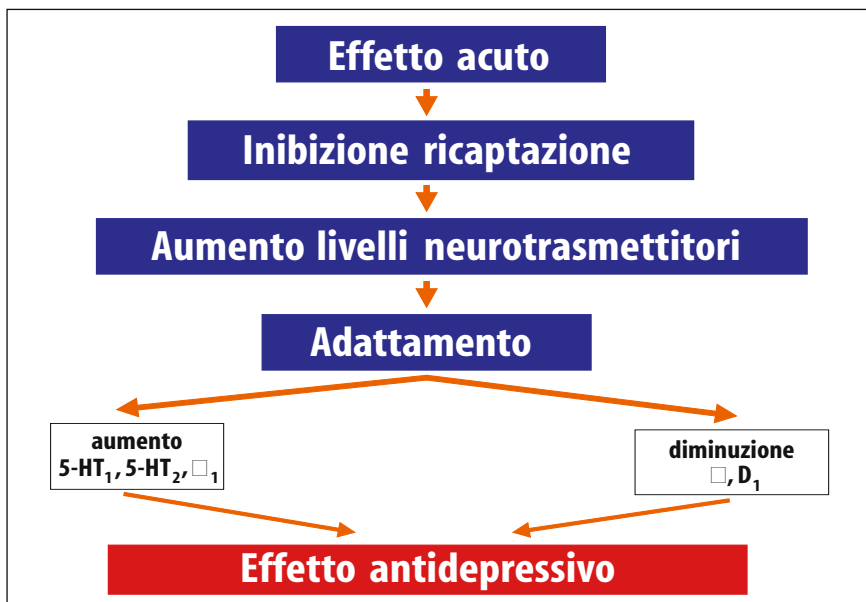 Effetto acuto
Inibizione ricaptazione
Aumento livelli neurotrasmettitori
Adattamento
aumento
5-HT₁, 5-HT₂, □₁
diminuzione
□, D₁
Effetto antidepressivo